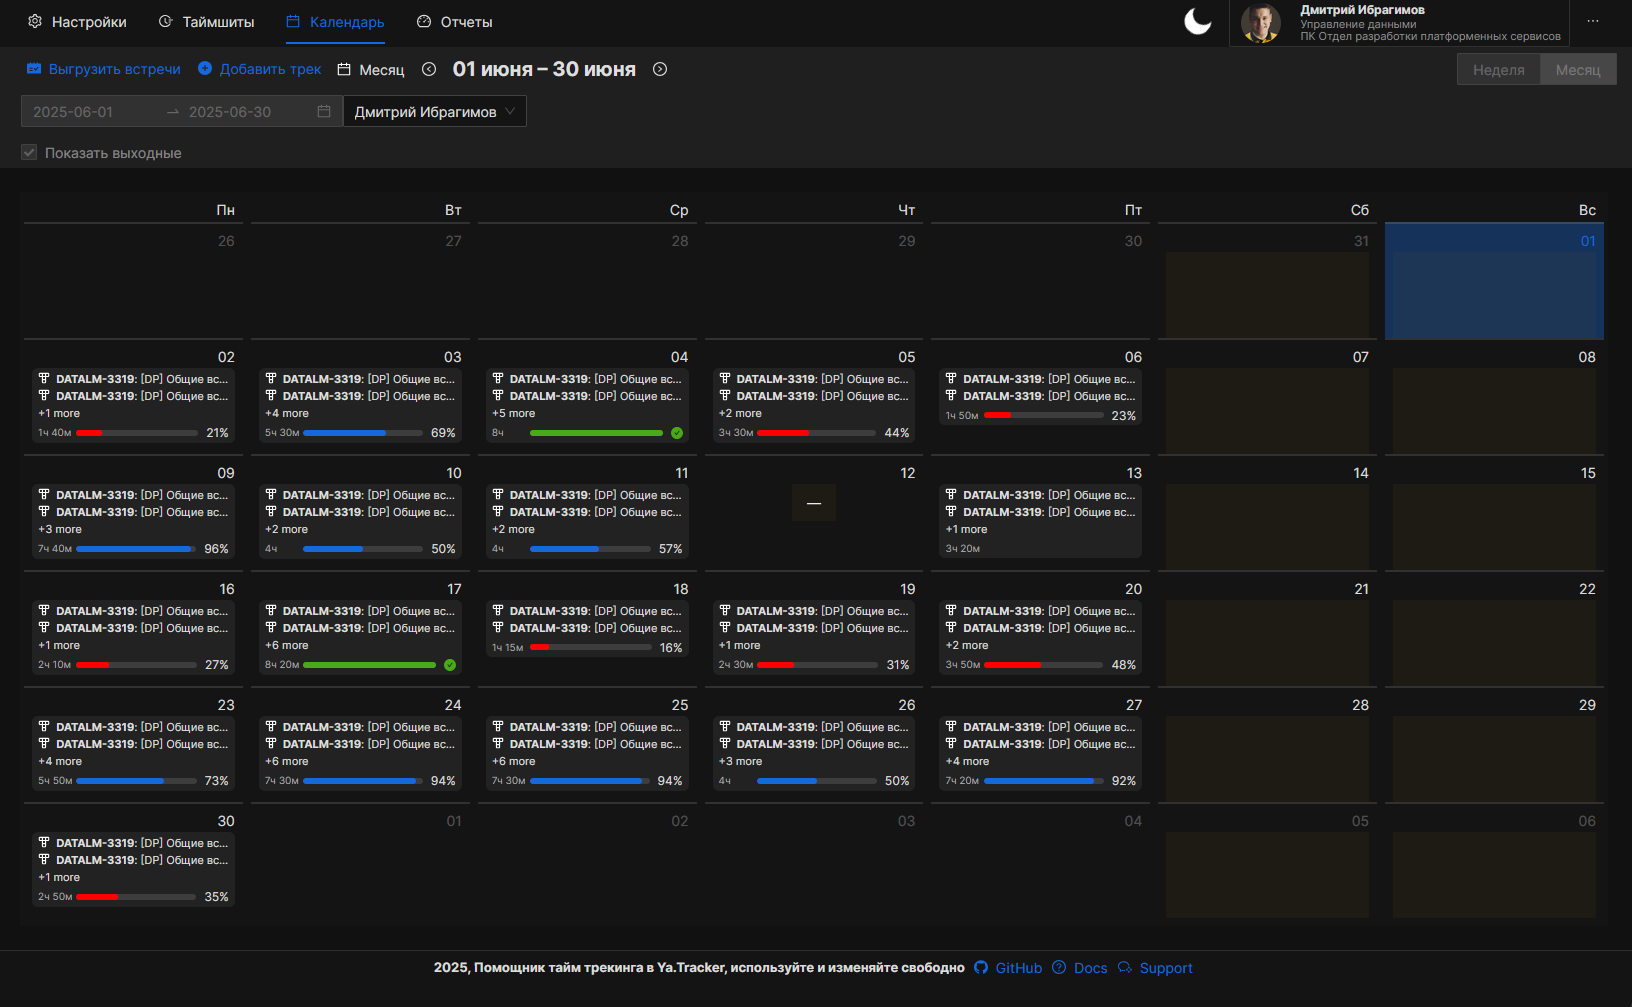 Настройки Таймшиты Календарь Отчеты
Дмитрий Ибрагимов
Управление данными
ПК Отдел разработки платформенных сервисов
...
Выгрузить встречи Добавить трек Месяц 01 июня – 30 июня Неделя Месяц
2025-06-01 → 2025-06-30 Дмитрий Ибрагимов
Показать выходные
Пн Вт Ср Чт Пт Сб Вс
26 27 28 29 30 31 01
02 03 04 05 06 07 08
DATALM-3319: [DP] Общие вс... DATALM-3319: [DP] Общие вс... DATALM-3319: [DP] Общие вс... DATALM-3319: [DP] Общие вс... DATALM-3319: [DP] Общие вс...
DATALM-3319: [DP] Общие вс... DATALM-3319: [DP] Общие вс... DATALM-3319: [DP] Общие вс... DATALM-3319: [DP] Общие вс... DATALM-3319: [DP] Общие вс...
+1 more +4 more +5 more +2 more 1ч 50м 23%
1ч 40м 21% 5ч 30м 69% 8ч 3ч 30м 44%
09 10 11 12 13 14 15
DATALM-3319: [DP] Общие вс... DATALM-3319: [DP] Общие вс... DATALM-3319: [DP] Общие вс... — DATALM-3319: [DP] Общие вс...
DATALM-3319: [DP] Общие вс... DATALM-3319: [DP] Общие вс... DATALM-3319: [DP] Общие вс... DATALM-3319: [DP] Общие вс...
+3 more +2 more +2 more +1 more
7ч 40м 96% 4ч 50% 4ч 57% 3ч 20м
16 17 18 19 20 21 22
DATALM-3319: [DP] Общие вс... DATALM-3319: [DP] Общие вс... DATALM-3319: [DP] Общие вс... DATALM-3319: [DP] Общие вс... DATALM-3319: [DP] Общие вс...
DATALM-3319: [DP] Общие вс... DATALM-3319: [DP] Общие вс... DATALM-3319: [DP] Общие вс... DATALM-3319: [DP] Общие вс... DATALM-3319: [DP] Общие вс...
+1 more +6 more 1ч 15м 16% +1 more +2 more
2ч 10м 27% 8ч 20м 2ч 30м 31% 3ч 50м 48%
23 24 25 26 27 28 29
DATALM-3319: [DP] Общие вс... DATALM-3319: [DP] Общие вс... DATALM-3319: [DP] Общие вс... DATALM-3319: [DP] Общие вс... DATALM-3319: [DP] Общие вс...
DATALM-3319: [DP] Общие вс... DATALM-3319: [DP] Общие вс... DATALM-3319: [DP] Общие вс... DATALM-3319: [DP] Общие вс... DATALM-3319: [DP] Общие вс...
+4 more +6 more +6 more +3 more +4 more
5ч 50м 73% 7ч 30м 94% 7ч 30м 94% 4ч 50% 7ч 20м 92%
30 01 02 03 04 05 06
DATALM-3319: [DP] Общие вс...
DATALM-3319: [DP] Общие вс...
+1 more
2ч 50м 35%
2025, Помощник тайм трекинга в Ya.Tracker, используйте и изменяйте свободно GitHub Docs Support